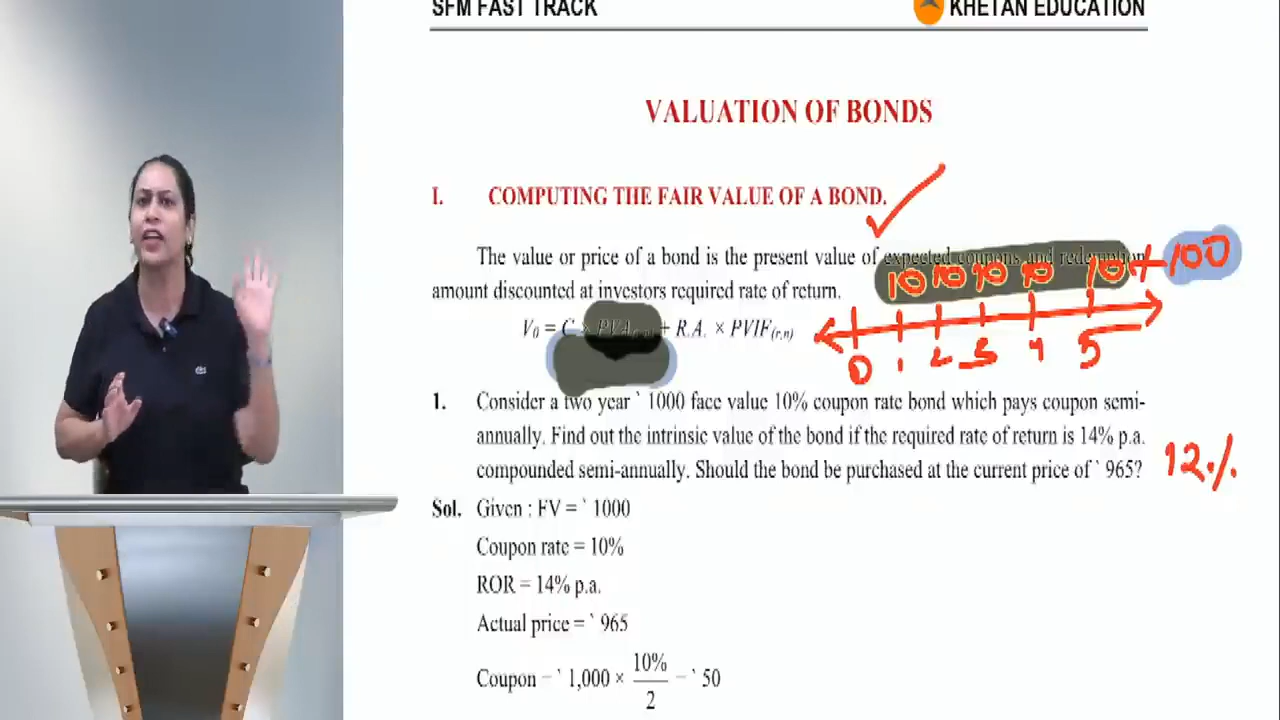 SFM FAST TRACK
KHETAN EDUCATION
VALUATION OF BONDS
I. COMPUTING THE FAIR VALUE OF A BOND.
The value or price of a bond is the present value of expected coupons and redemption
10 10 10 10 10 + 100
amount discounted at investors required rate of return.
V0 = C × PVA(r,n) + R.A. × PVIF(r,n)
0 1 2 3 4 5
1. Consider a two year ` 1000 face value 10% coupon rate bond which pays coupon semi-
annually. Find out the intrinsic value of the bond if the required rate of return is 14% p.a.
compounded semi-annually. Should the bond be purchased at the current price of ` 965?
12%
Sol. Given : FV = ` 1000
Coupon rate = 10%
ROR = 14% p.a.
Actual price = ` 965
Coupon = ` 1,000 × 10%/2 = ` 50